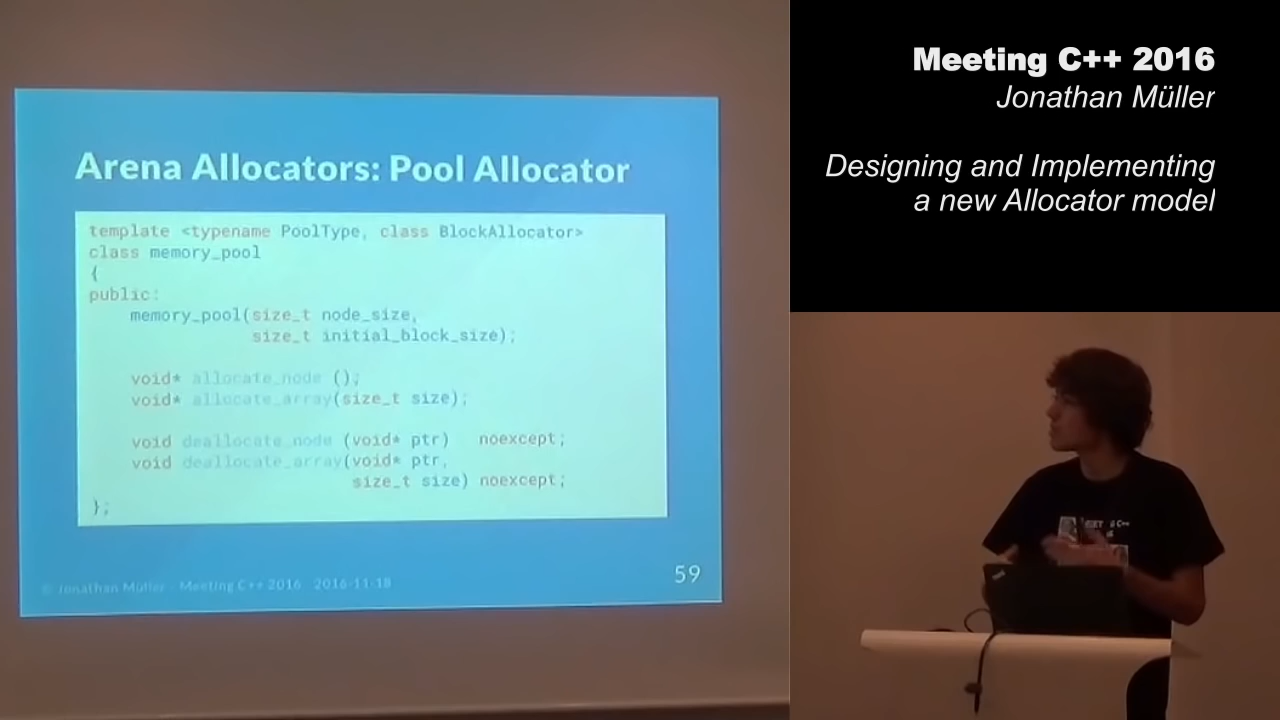 Arena Allocators: Pool Allocator
template <typename PoolType, class BlockAllocator>
class memory_pool
{
public:
memory_pool(size_t node_size,
size_t initial_block_size);
void* allocate_node ();
void* allocate_array(size_t size);
void deallocate_node (void* ptr) noexcept;
void deallocate_array(void* ptr,
size_t size) noexcept;
};
© Jonathan Müller - Meeting C++ 2016 2016-11-18
59
Meeting C++ 2016
Jonathan Müller
Designing and Implementing
a new Allocator model
C++